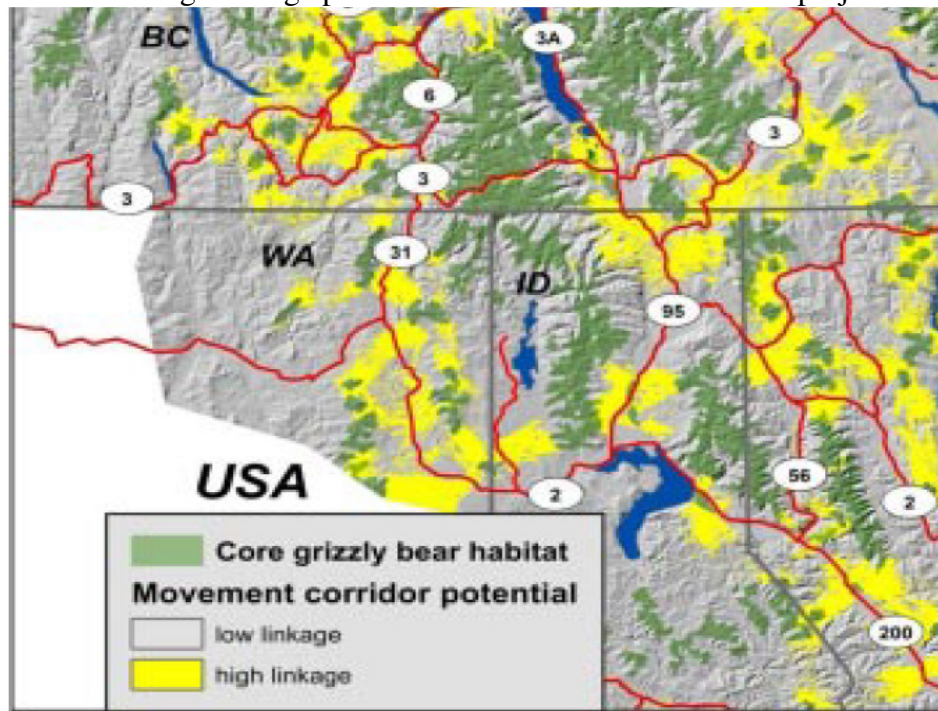 BC
3A
6
3
3
3
WA
31
ID
95
USA
2
56
2
200
Core grizzly bear habitat
Movement corridor potential
low linkage
high linkage